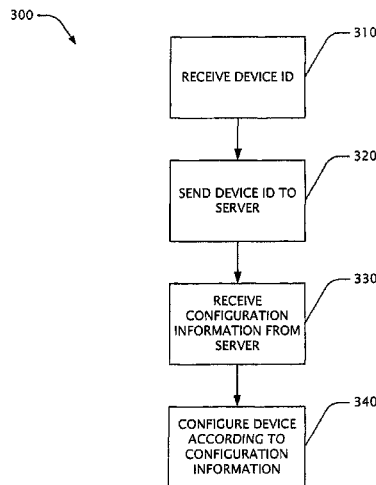 300
310
RECEIVE DEVICE ID
320
SEND DEVICE ID TO
SERVER
330
RECEIVE
CONFIGURATION
INFORMATION FROM
SERVER
340
CONFIGURE DEVICE
ACCORDING TO
CONFIGURATION
INFORMATION